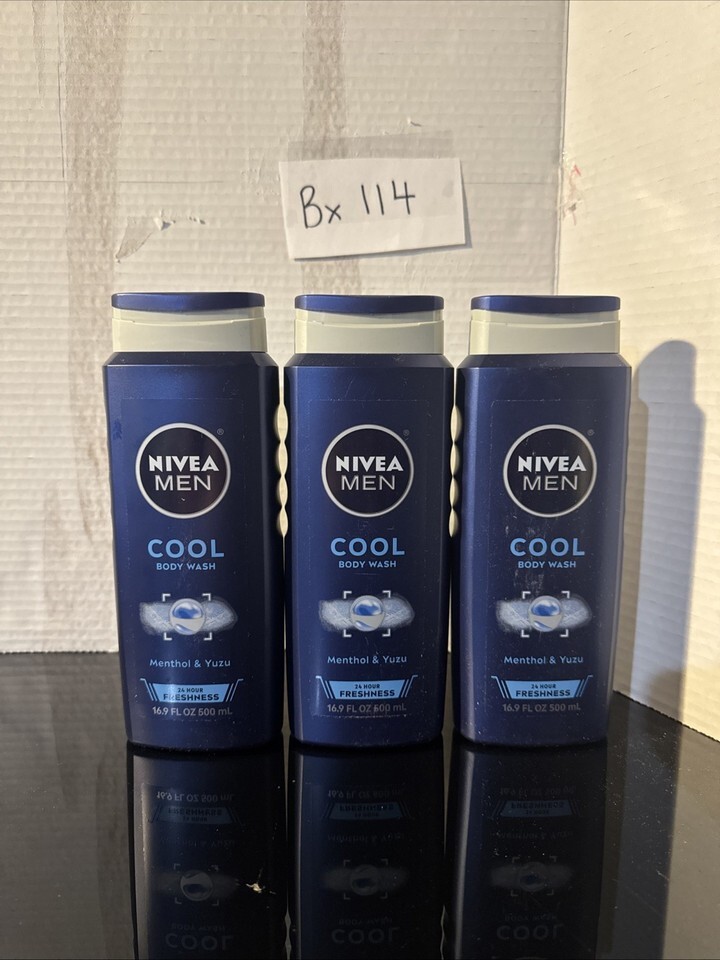 Bx 114
NIVEA
MEN
COOL
BODY WASH
Menthol & Yuzu
24 HOUR
FRESHNESS
16.9 FL OZ 500 mL
NIVEA
MEN
COOL
BODY WASH
Menthol & Yuzu
24 HOUR
FRESHNESS
16.9 FL OZ 500 mL
NIVEA
MEN
COOL
BODY WASH
Menthol & Yuzu
24 HOUR
FRESHNESS
16.9 FL OZ 500 mL